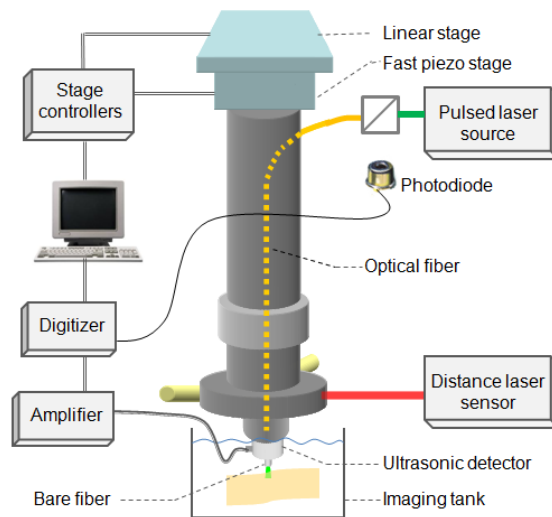 Linear stage
Fast piezo stage
Stage
controllers
Pulsed laser
source
Photodiode
Optical fiber
Digitizer
Distance laser
sensor
Amplifier
Ultrasonic detector
Bare fiber
Imaging tank